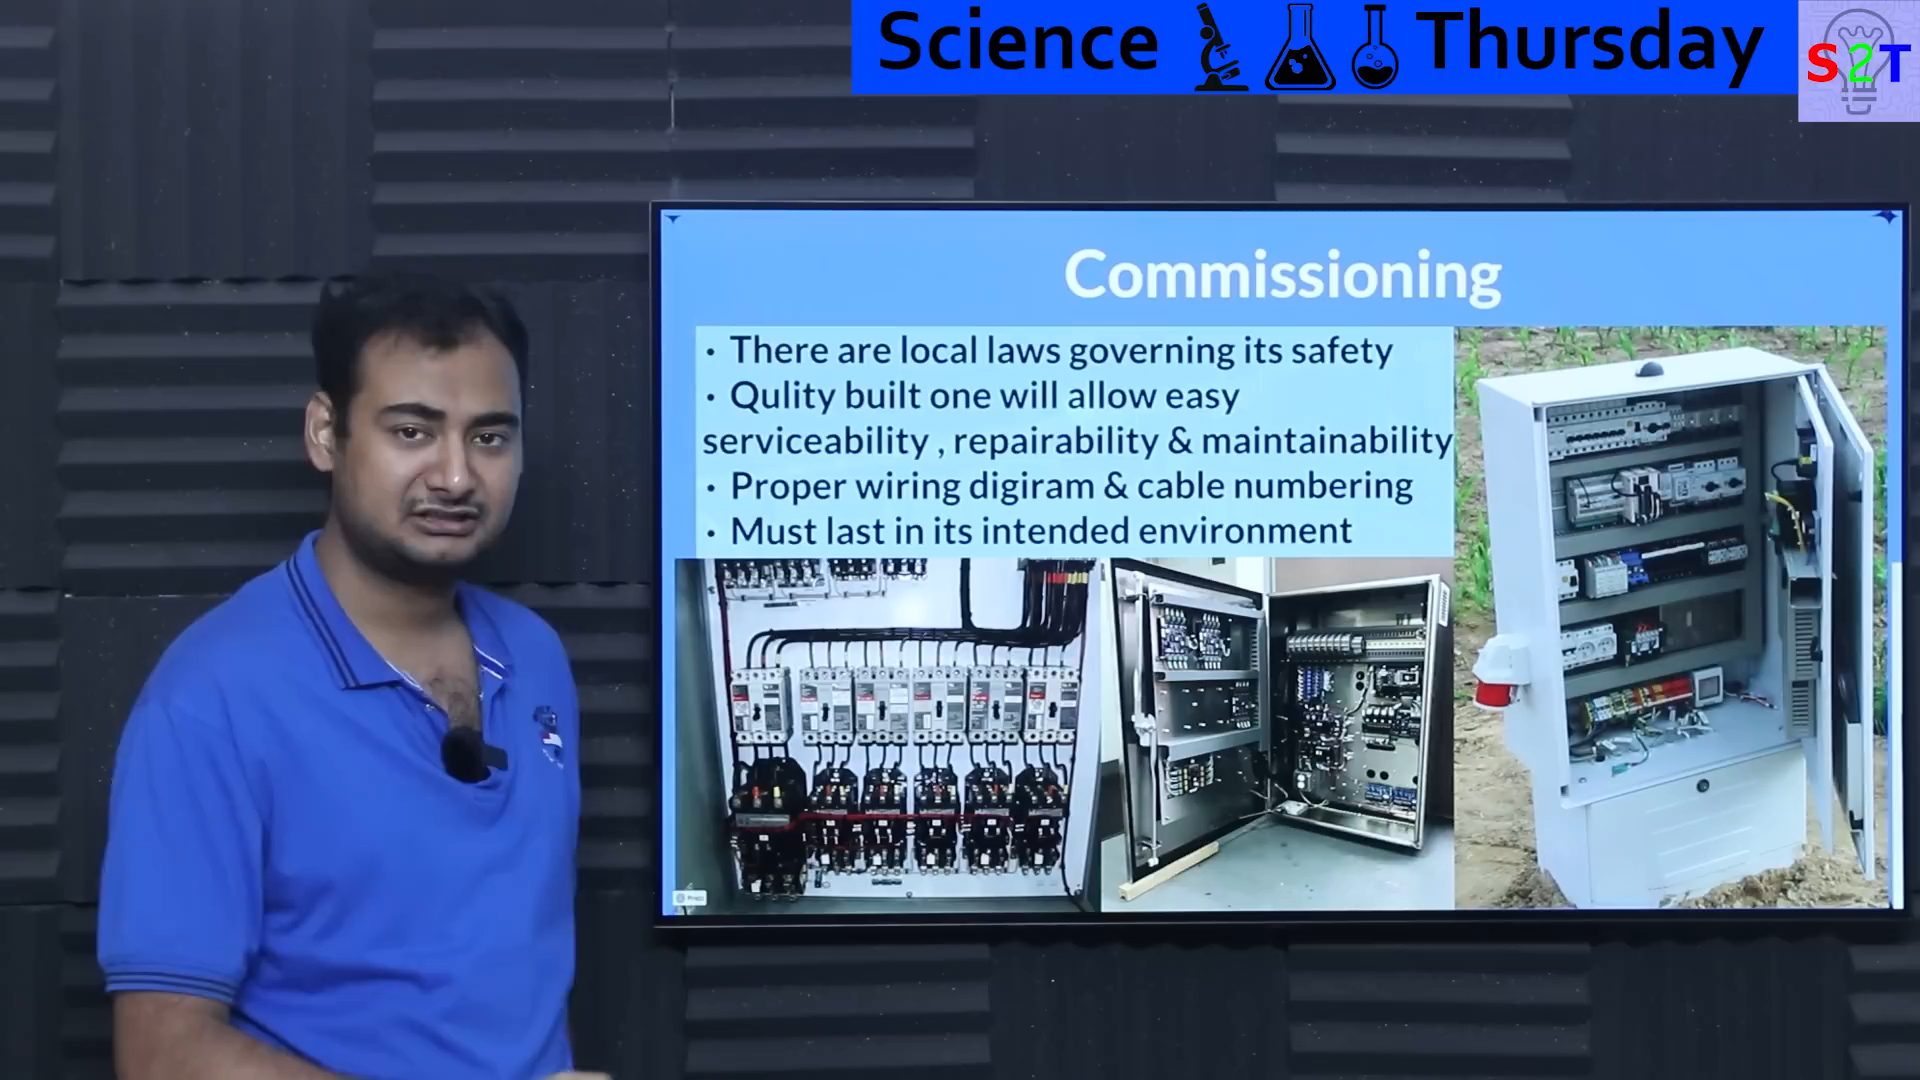 Science Thursday
S2T
Commissioning
· There are local laws governing its safety
· Qulity built one will allow easy
serviceability , repairability & maintainability
· Proper wiring digiram & cable numbering
· Must last in its intended environment